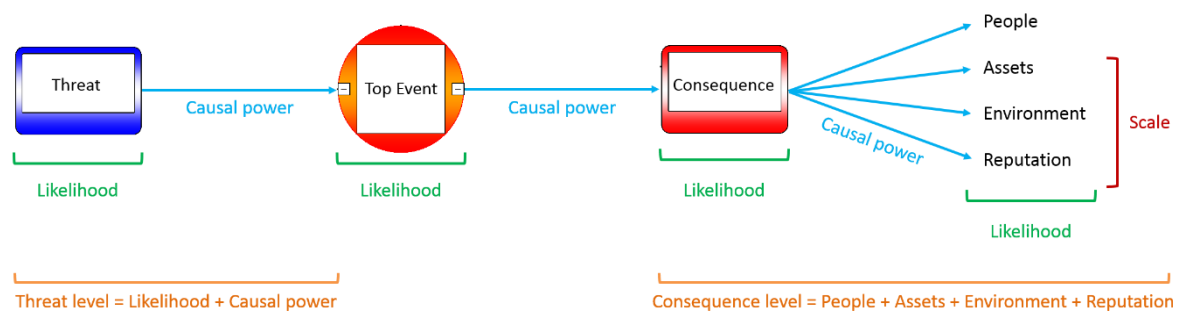 People
Threat
Top Event
Consequence
Assets
Causal power
Causal power
Environment
Scale
Causal power
Reputation
Likelihood
Likelihood
Likelihood
Likelihood
Threat level = Likelihood + Causal power
Consequence level = People + Assets + Environment + Reputation